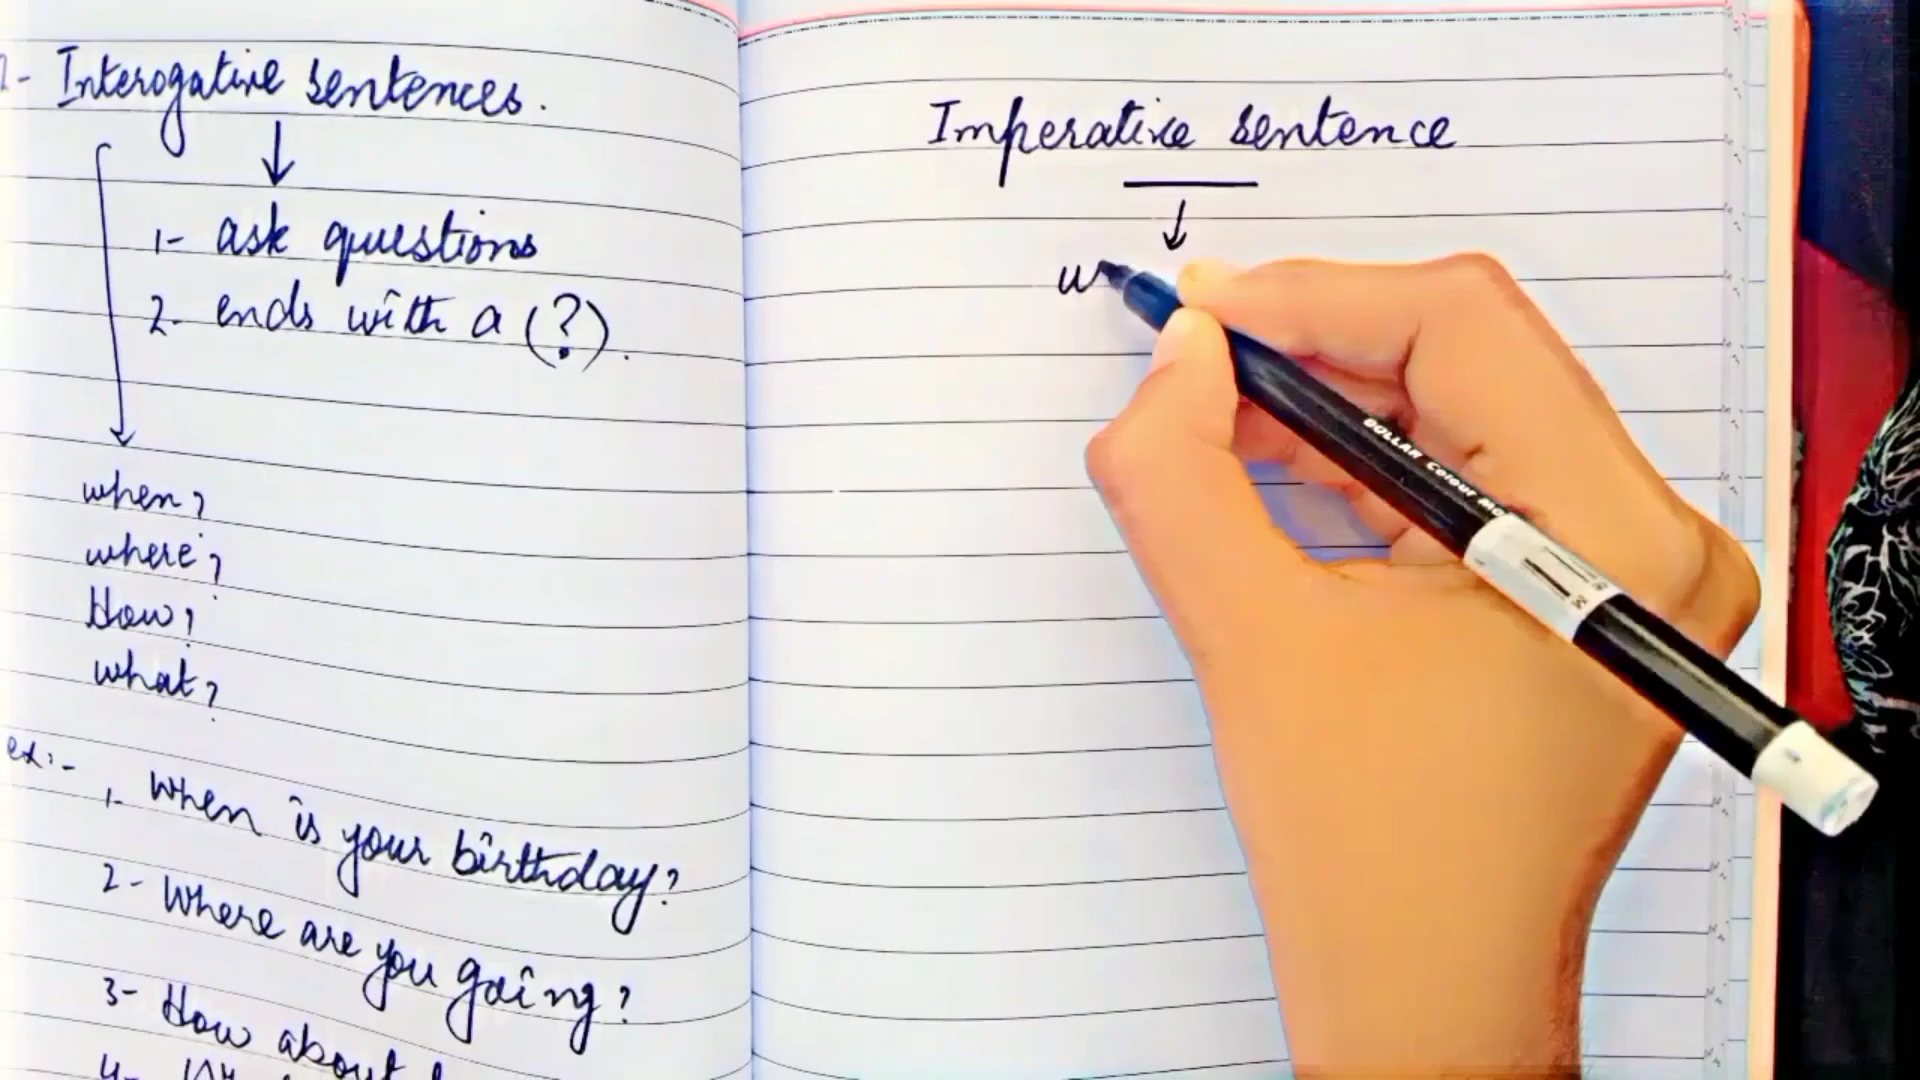 Interogative sentences.
1- ask questions
2- ends with a (?).
when?
where?
How?
what?
ex:-
1- When is your birthday?
2- Where are you going?
3- How about
4-
Imperative sentence
w
DOLLAR Colour
M